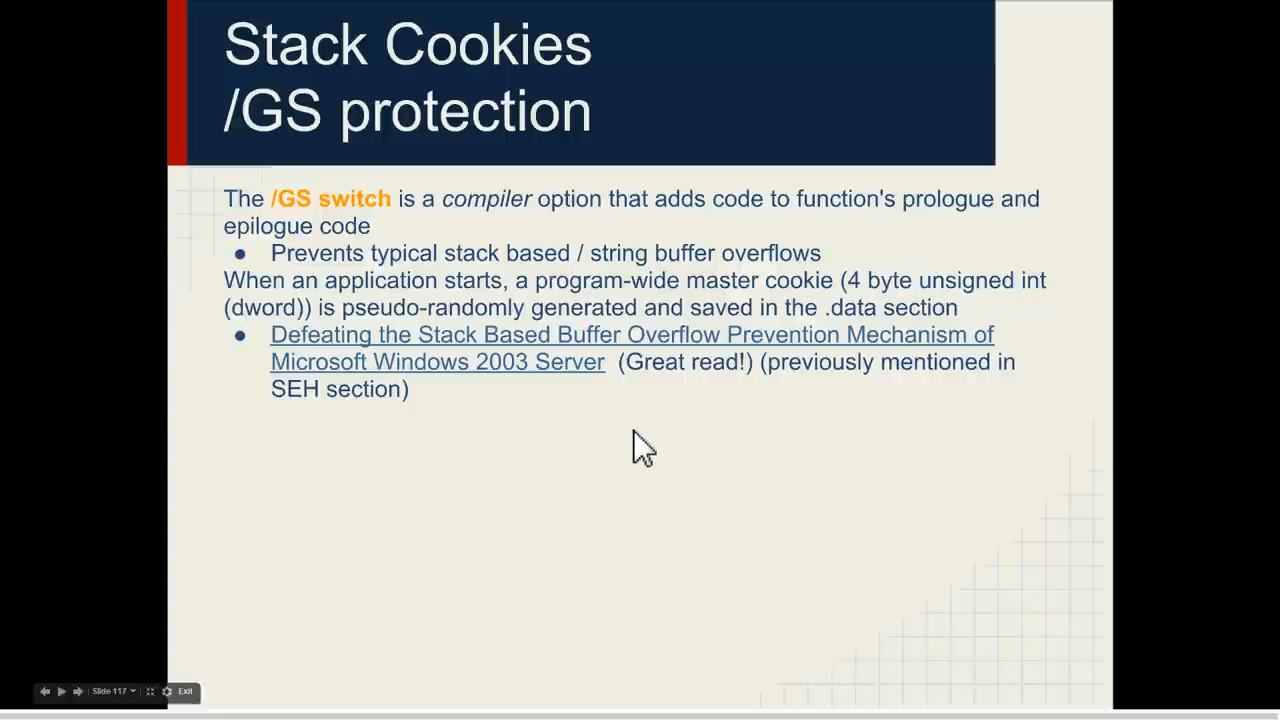 Stack Cookies
/GS protection
The /GS switch is a compiler option that adds code to function's prologue and
epilogue code
● Prevents typical stack based / string buffer overflows
When an application starts, a program-wide master cookie (4 byte unsigned int
(dword)) is pseudo-randomly generated and saved in the .data section
● Defeating the Stack Based Buffer Overflow Prevention Mechanism of
Microsoft Windows 2003 Server (Great read!) (previously mentioned in
SEH section)
Slide 117 Exit